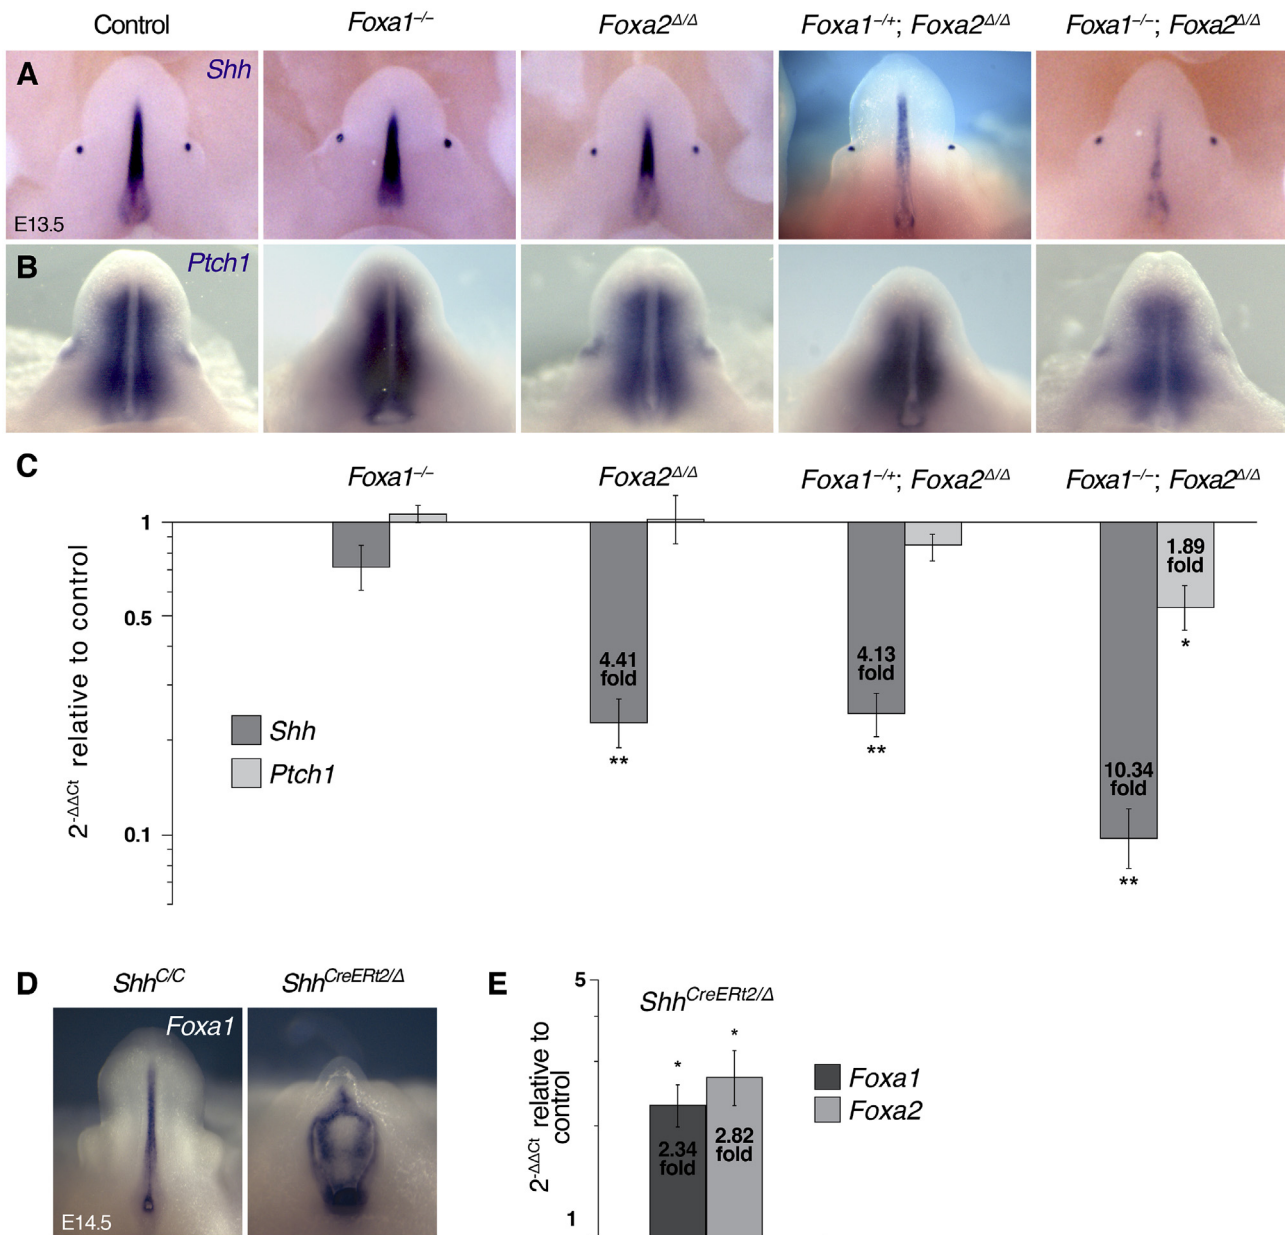 Control Foxa1–/– Foxa2Δ/Δ Foxa1–/+; Foxa2Δ/Δ Foxa1–/–; Foxa2Δ/Δ
A Shh
E13.5
B Ptch1
C
Foxa1–/– Foxa2Δ/Δ Foxa1–/+; Foxa2Δ/Δ Foxa1–/–; Foxa2Δ/Δ
1
0.5
0.1
2-ΔΔCt relative to control
Shh
Ptch1
4.41
fold
**
4.13
fold
**
10.34
fold
**
1.89
fold
*
D
ShhC/C ShhCreERt2/Δ
Foxa1
E14.5
E
5
1
2-ΔΔCt relative to
control
ShhCreERt2/Δ
*
*
2.34
fold
2.82
fold
Foxa1
Foxa2